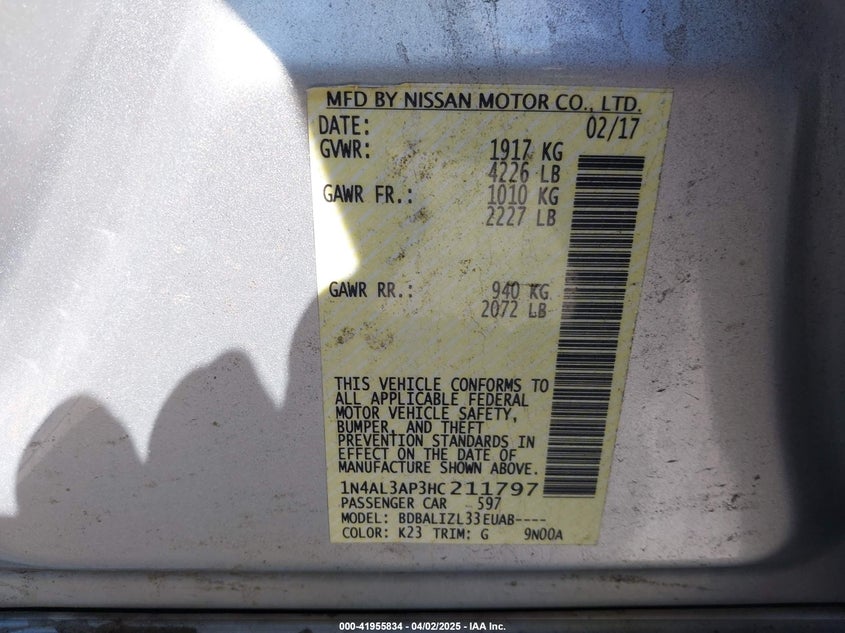 MFD BY NISSAN MOTOR CO., LTD.
DATE: 02/17
GVWR: 1917 KG
4226 LB
GAWR FR.: 1010 KG
2227 LB
GAWR RR.: 940 KG
2072 LB
THIS VEHICLE CONFORMS TO
ALL APPLICABLE FEDERAL
MOTOR VEHICLE SAFETY,
BUMPER, AND THEFT
PREVENTION STANDARDS IN
EFFECT ON THE DATE OF
MANUFACTURE SHOWN ABOVE.
1N4AL3AP3HC211797
PASSENGER CAR 597
MODEL: BDBALIZL33EUAB----
COLOR: K23 TRIM: G 9N00A
000-41955834 | 04/02/2025 - IAA Inc.